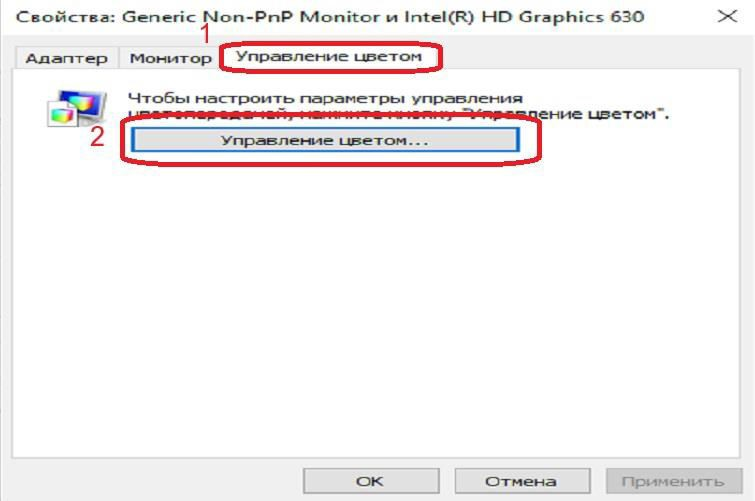 Свойства: Generic Non-PnP Monitor и Intel(R) HD Graphics 630
1
Адаптер Монитор Управление цветом
Чтобы настроить параметры управления
цветопередачей, нажмите кнопку "Управление цветом".
2
Управление цветом...
ОК Отмена Применить